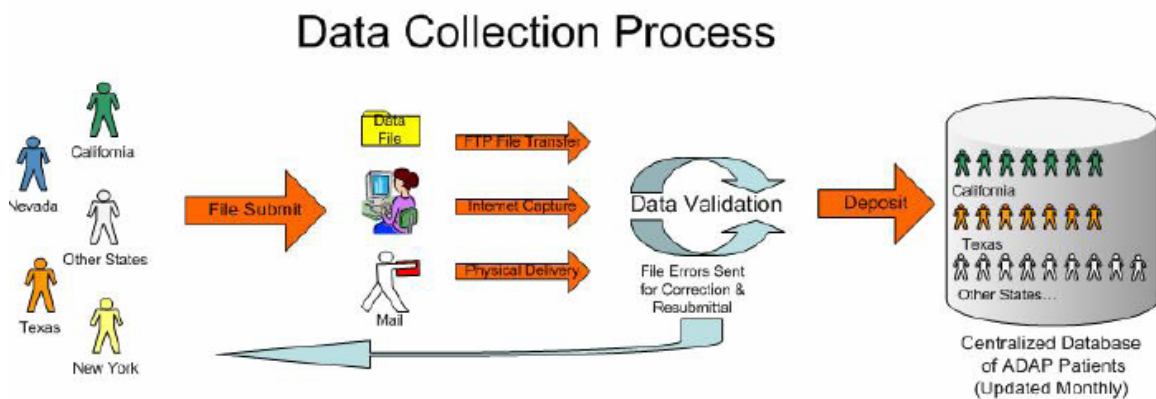 Data Collection Process
California
Nevada
Other States
Texas
New York
File Submit
Data
File
Mail
FTP File Transfer
Internet Capture
Physical Delivery
Data Validation
File Errors Sent
for Correction &
Resubmittal
Deposit
California
Texas
Other States...
Centralized Database
of ADAP Patients
(Updated Monthly)